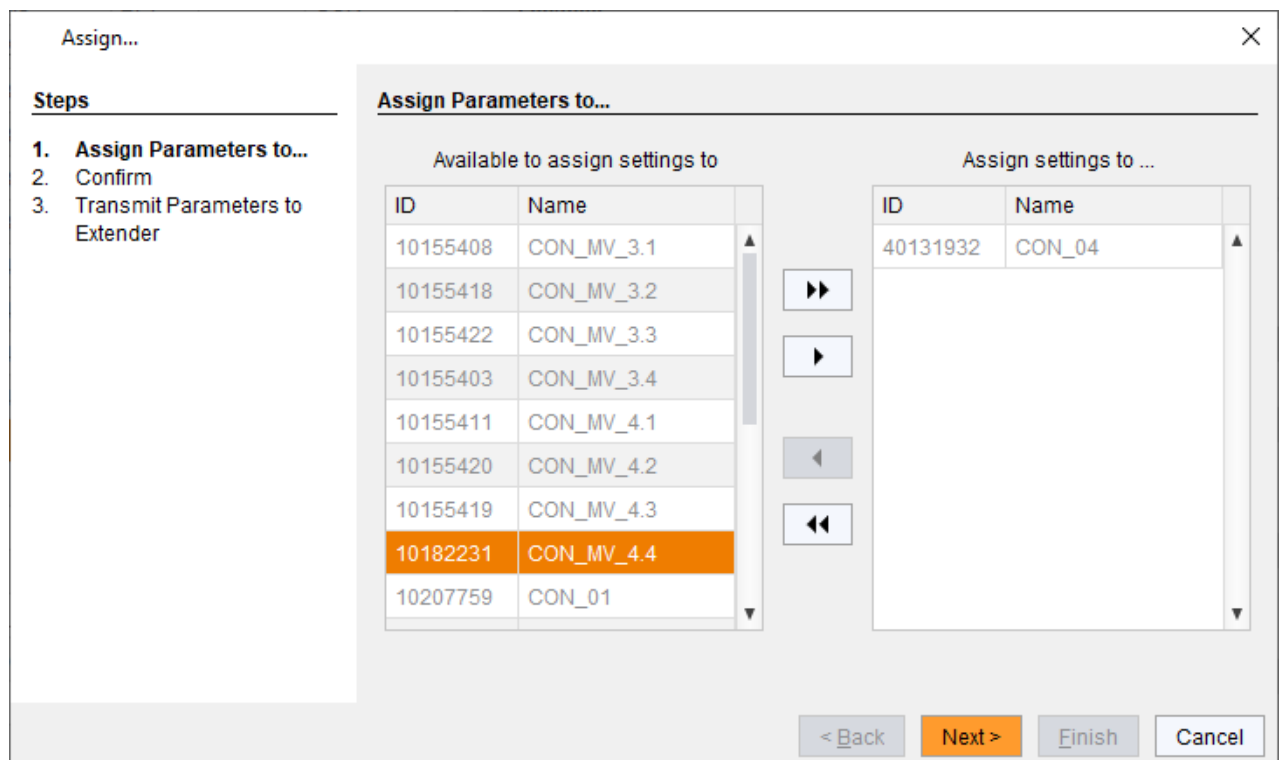 Assign...
Steps
1. Assign Parameters to...
2. Confirm
3. Transmit Parameters to
Extender
Assign Parameters to...
Available to assign settings to
ID Name
10155408 CON_MV_3.1
10155418 CON_MV_3.2
10155422 CON_MV_3.3
10155403 CON_MV_3.4
10155411 CON_MV_4.1
10155420 CON_MV_4.2
10155419 CON_MV_4.3
10182231 CON_MV_4.4
10207759 CON_01
Assign settings to ...
ID Name
40131932 CON_04
< Back Next > Finish Cancel